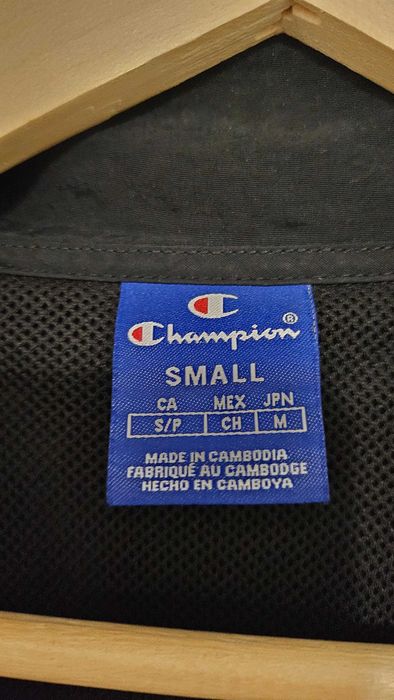 Champion®
SMALL
CA MEX JPN
S/P CH M
MADE IN CAMBODIA
FABRIQUÉ AU CAMBODGE
HECHO EN CAMBOYA